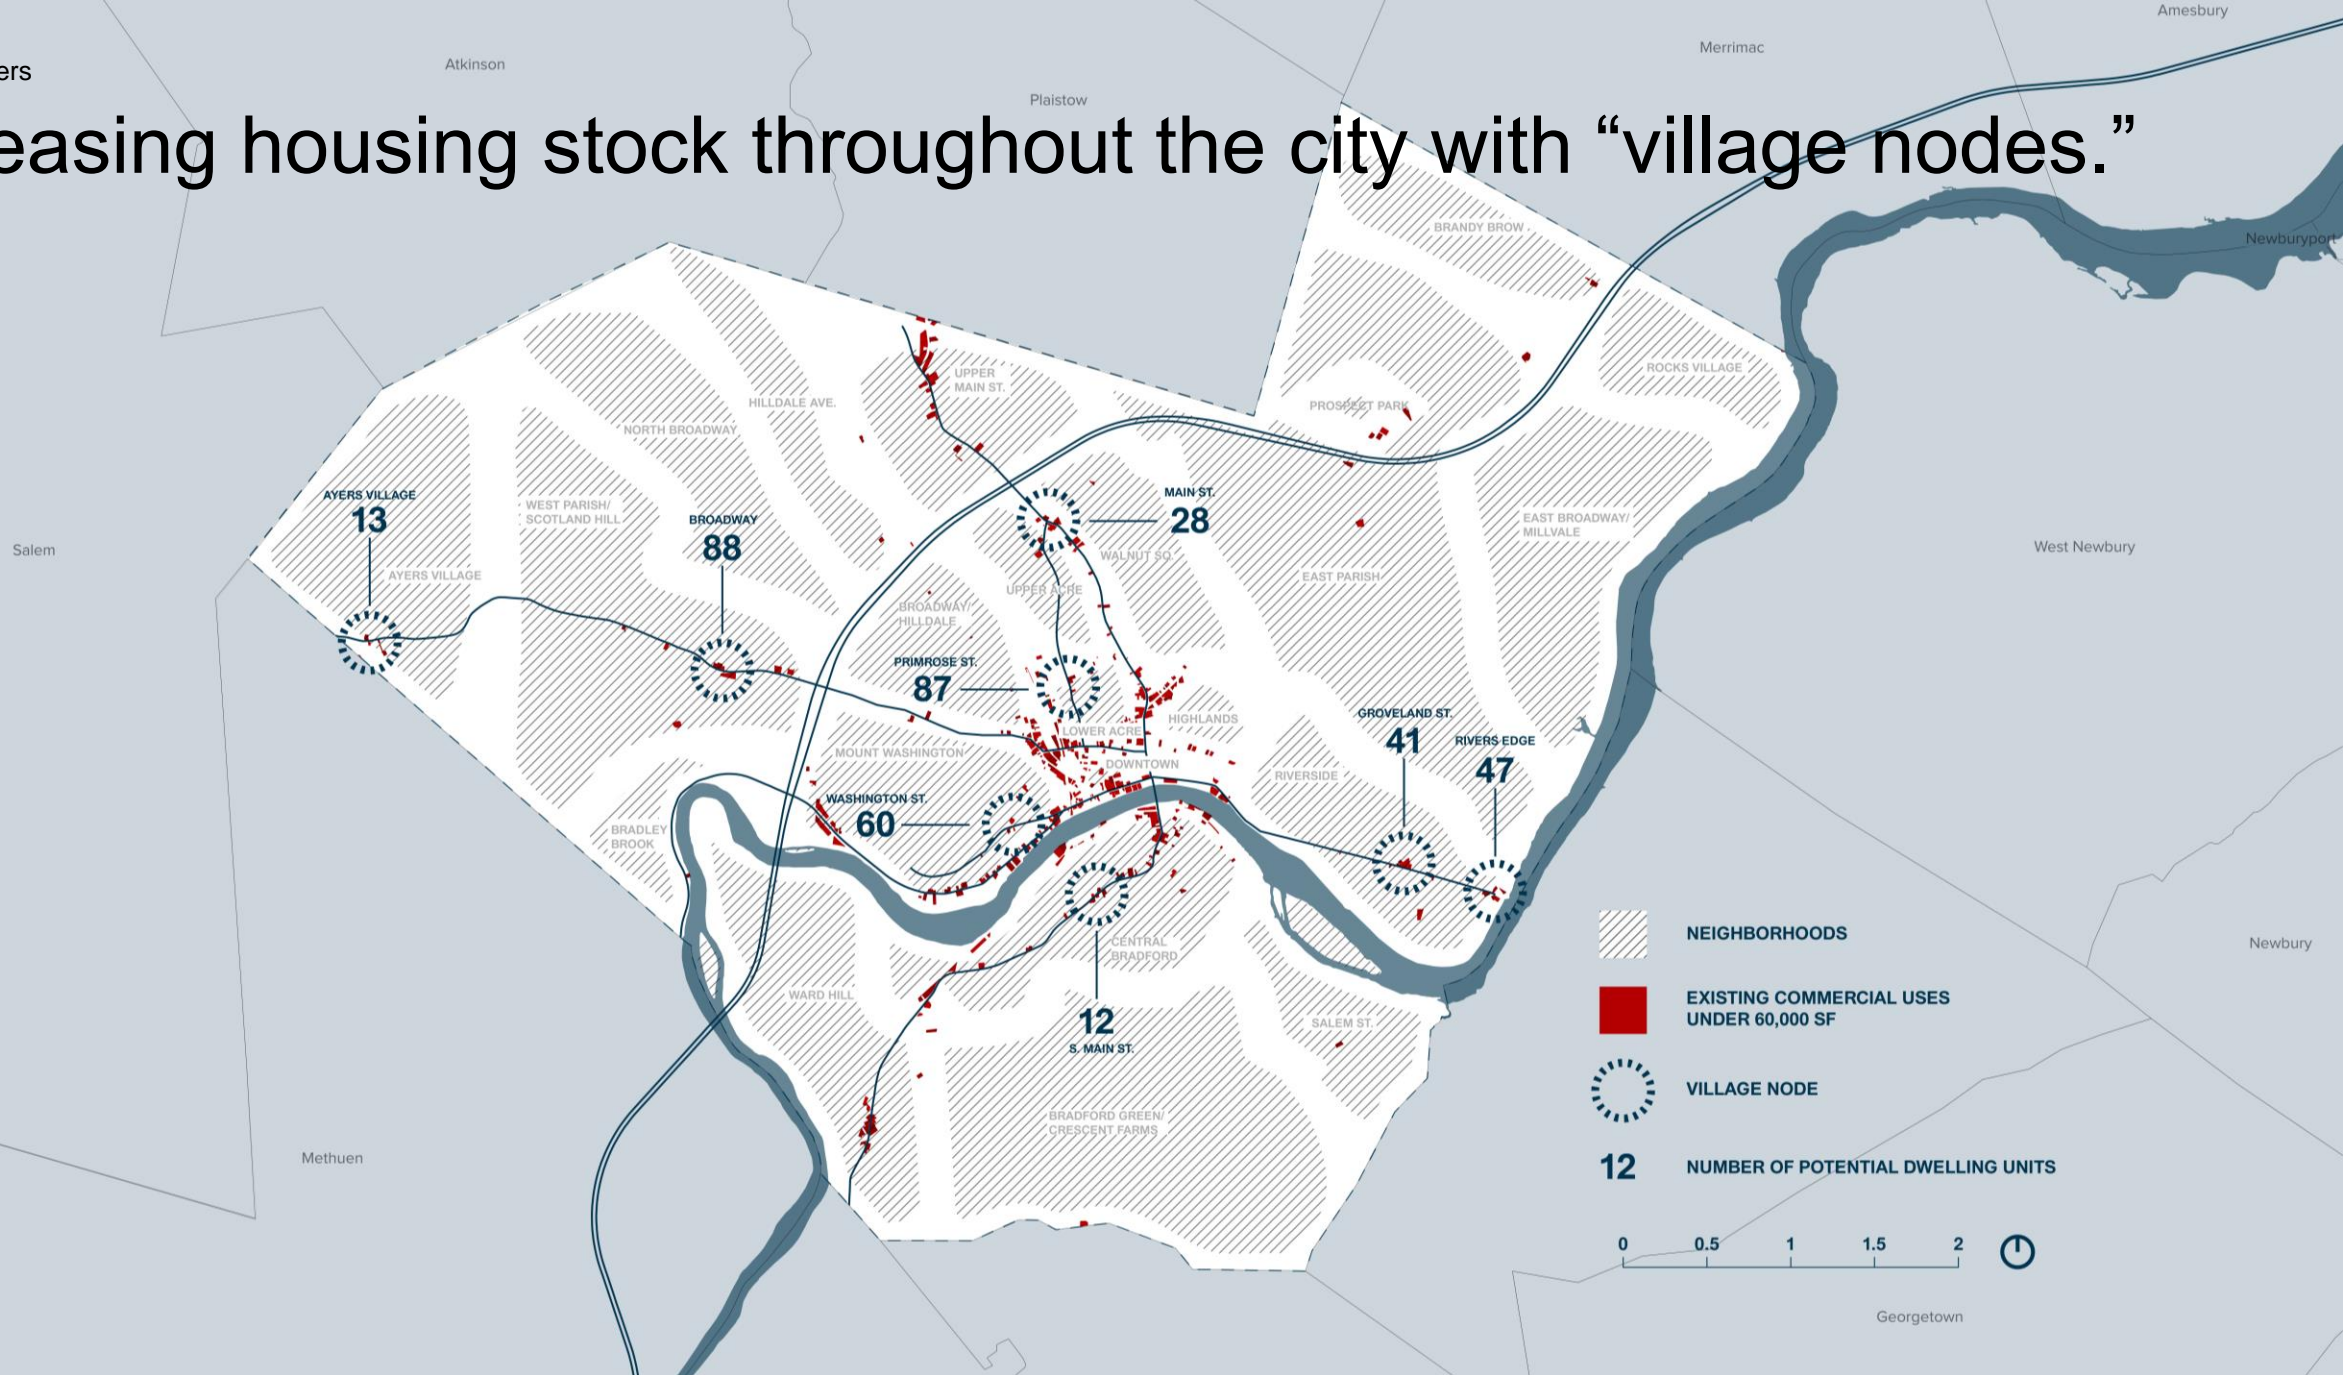 Amesbury
Merrimac
Atkinson
ers
Plaistow
easing housing stock throughout the city with “village nodes.”
BRANDY BROW
Newburyport
ROCKS VILLAGE
UPPER
MAIN ST.
HILLDALE AVE.
PROSPECT PARK
NORTH BROADWAY
AYERS VILLAGE
13
WEST PARISH/
SCOTLAND HILL
BROADWAY
88
MAIN ST.
28
EAST BROADWAY/
MILLVALE
Salem
West Newbury
WALNUT SQ.
AYERS VILLAGE
EAST PARISH
UPPER ACRE
BROADWAY/
HILLDALE
PRIMROSE ST.
87
GROVELAND ST.
41
RIVERS EDGE
47
HIGHLANDS
LOWER ACRE
MOUNT WASHINGTON
DOWNTOWN
RIVERSIDE
WASHINGTON ST.
60
BRADLEY
BROOK
CENTRAL
BRADFORD
WARD HILL
12
S. MAIN ST.
SALEM ST.
BRADFORD GREEN/
CRESCENT FARMS
Newbury
NEIGHBORHOODS
EXISTING COMMERCIAL USES
UNDER 60,000 SF
VILLAGE NODE
12 NUMBER OF POTENTIAL DWELLING UNITS
Methuen
0 0.5 1 1.5 2
Georgetown